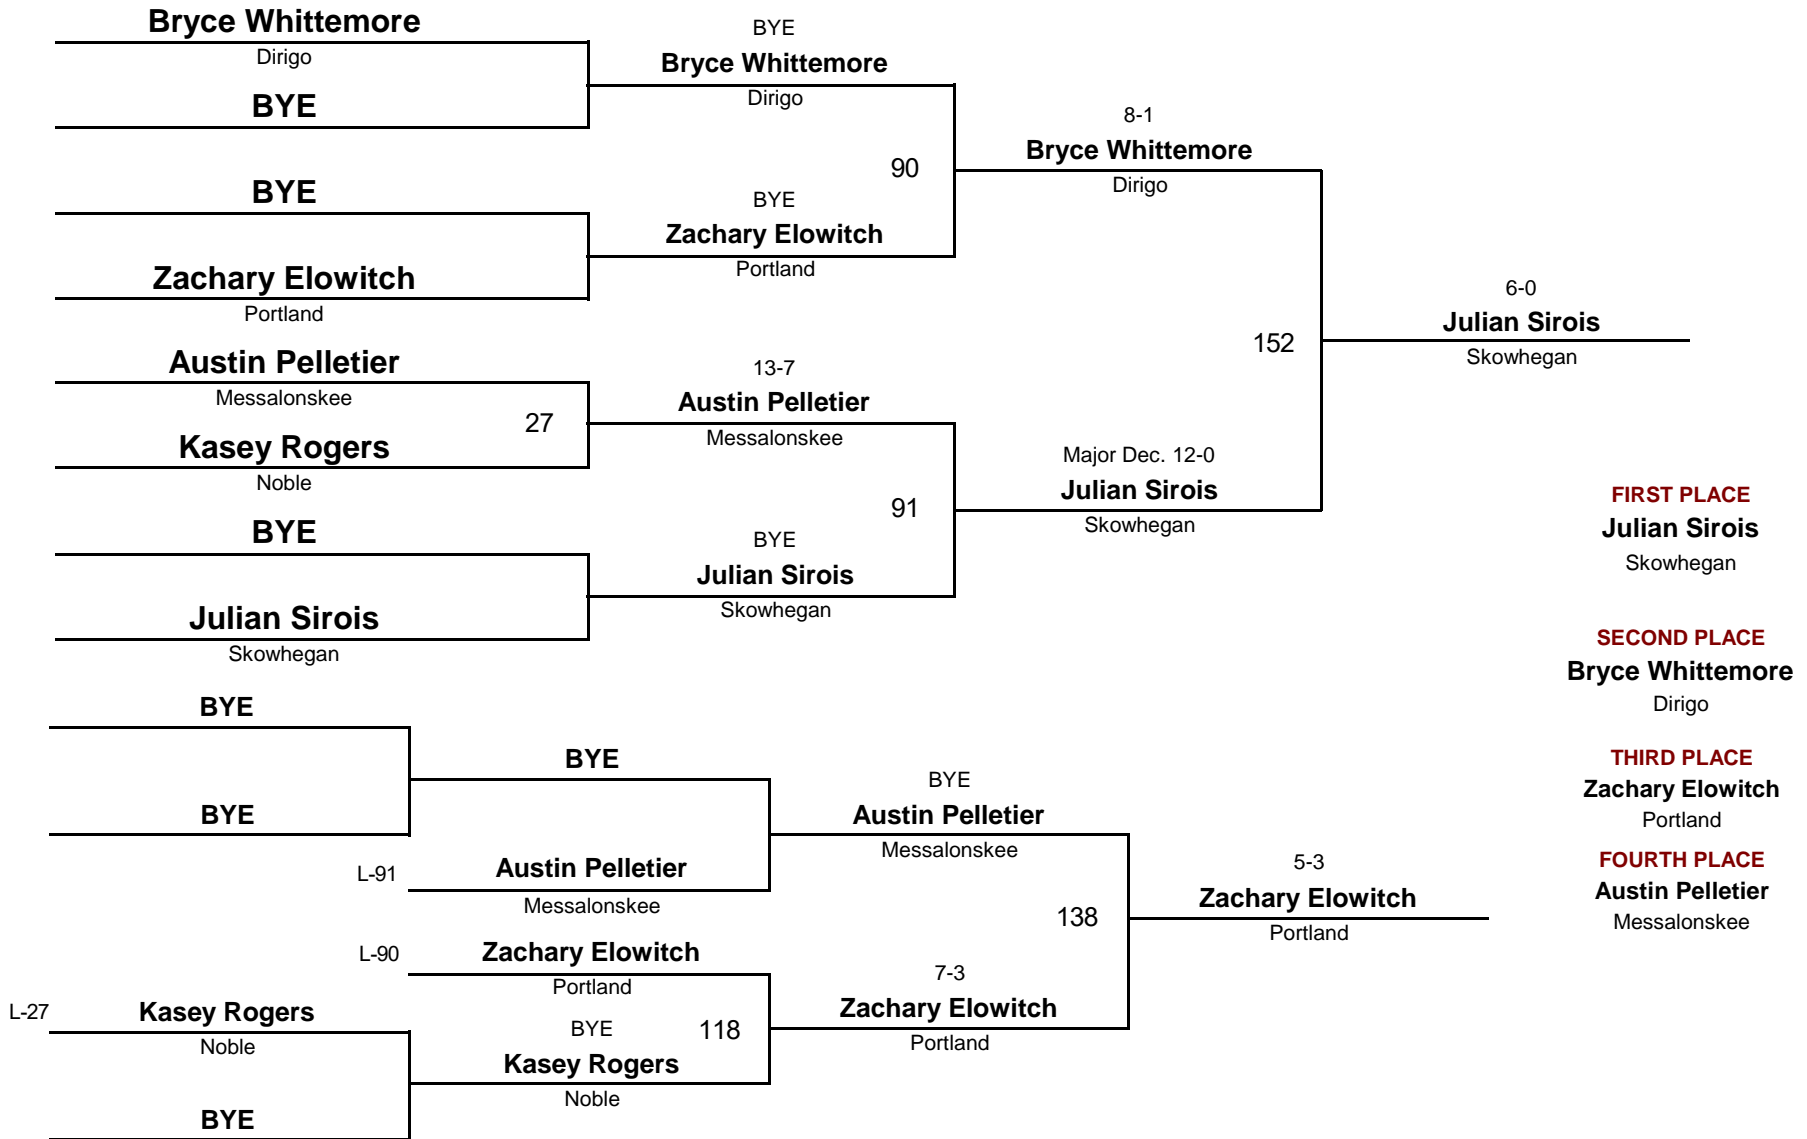 Bryce Whittemore
Dirigo
BYE
BYE
Zachary Elowitch
Portland
Austin Pelletier
Messalonskee
27
Kasey Rogers
Noble
BYE
Julian Sirois
Skowhegan
BYE
Bryce Whittemore
Dirigo
90
BYE
Zachary Elowitch
Portland
13-7
Austin Pelletier
Messalonskee
91
BYE
Julian Sirois
Skowhegan
8-1
Bryce Whittemore
Dirigo
152
Major Dec. 12-0
Julian Sirois
Skowhegan
6-0
Julian Sirois
Skowhegan
FIRST PLACE
Julian Sirois
Skowhegan
SECOND PLACE
Bryce Whittemore
Dirigo
THIRD PLACE
Zachary Elowitch
Portland
FOURTH PLACE
Austin Pelletier
Messalonskee
BYE
BYE
L-27
Kasey Rogers
Noble
BYE
BYE
L-91
Austin Pelletier
Messalonskee
L-90
Zachary Elowitch
Portland
BYE
118
Kasey Rogers
Noble
BYE
Austin Pelletier
Messalonskee
138
7-3
Zachary Elowitch
Portland
5-3
Zachary Elowitch
Portland